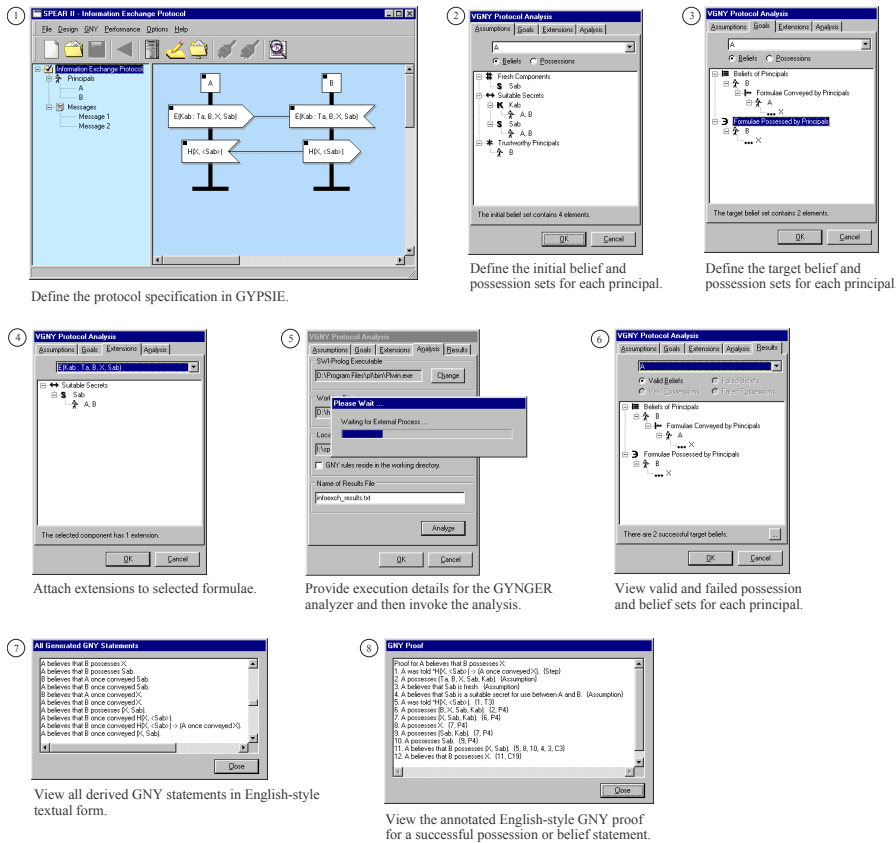 1
SPEAR II - Information Exchange Protocol
File Design GNY Performance Options Help
Information Exchange Protocol
Principals
A
B
Messages
Message 1
Message 2
A
B
E(Kab : Ta, B, X, Sab)
E(Kab : Ta, B, X, Sab)
H(X, <Sab>)
H(X, <Sab>)
Define the protocol specification in GYPSIE.
2
VGNY Protocol Analysis
Assumptions Goals Extensions Analysis
A
Beliefs Possessions
Fresh Components
S Sab
Suitable Secrets
K Kab
A, B
S Sab
A, B
Trustworthy Principals
B
The initial belief set contains 4 elements.
OK Cancel
Define the initial belief and
possession sets for each principal.
3
VGNY Protocol Analysis
Assumptions Goals Extensions Analysis
A
Beliefs Possessions
Beliefs of Principals
B
Formulae Conveyed by Principals
A
X
Formulae Possessed by Principals
B
X
The target belief set contains 2 elements.
OK Cancel
Define the target belief and
possession sets for each principal
4
VGNY Protocol Analysis
Assumptions Goals Extensions Analysis
E(Kab : Ta, B, X, Sab)
Suitable Secrets
S Sab
A, B
The selected component has 1 extension.
OK Cancel
Attach extensions to selected formulae.
5
VGNY Protocol Analysis
Assumptions Goals Extensions Analysis Results
SWI-Prolog Executable
D:\Program Files\pl\bin\Plwin.exe Change
Please Wait ...
Waiting for External Process ...
GNY rules reside in the working directory.
Name of Results File
infoexch_results.txt
Analyze
OK Cancel
Provide execution details for the GYNGER
analyzer and then invoke the analysis.
6
VGNY Protocol Analysis
Assumptions Goals Extensions Analysis Results
A
Valid Beliefs Failed Beliefs
Valid Possessions Failed Possessions
Beliefs of Principals
B
Formulae Conveyed by Principals
A
X
Formulae Possessed by Principals
B
X
There are 2 successful target beliefs. ...
OK Cancel
View valid and failed possession
and belief sets for each principal.
7
All Generated GNY Statements
A believes that B possesses X.
A believes that B possesses Sab.
B believes that A once conveyed Sab.
A believes that B once conveyed Sab.
B believes that A once conveyed X.
A believes that B once conveyed X.
A believes that B possesses (X, Sab).
A believes that B once conveyed H(X, <Sab>).
A believes that B once conveyed H(X, <Sab>) -> (A once conveyed X).
A believes that B once conveyed (X, Sab).
Close
View all derived GNY statements in English-style
textual form.
8
GNY Proof
Proof for A believes that B possesses X:
1. A was told *H(X, <Sab>) -> (A once conveyed X). {Step}
2. A possesses (Ta, B, X, Sab, Kab). {Assumption}
3. A believes that Sab is fresh. {Assumption}
4. A believes that Sab is a suitable secret for use between A and B. {Assumption}
5. A was told *H(X, <Sab>). {1, T3}
6. A possesses (B, X, Sab, Kab). {2, P4}
7. A possesses (X, Sab, Kab). {6, P4}
8. A possesses X. {7, P4}
9. A possesses (Sab, Kab). {7, P4}
10. A possesses Sab. {9, P4}
11. A believes that B possesses (X, Sab). {5, 8, 10, 4, 3, C3}
12. A believes that B possesses X. {11, C19}
Close
View the annotated English-style GNY proof
for a successful possession or belief statement.